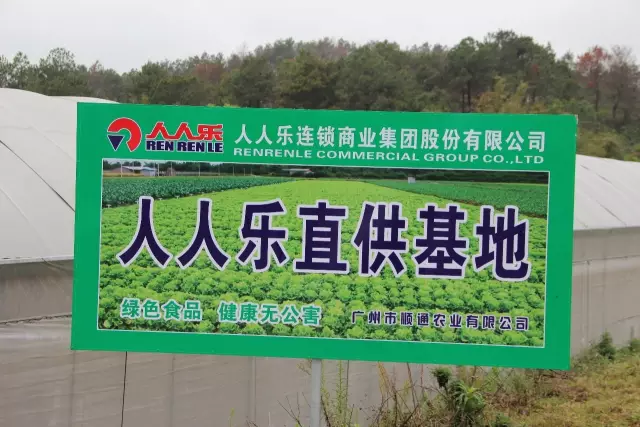 人人乐 人人乐连锁商业集团股份有限公司
REN REN LE RENRENLE COMMERCIAL GROUP CO.,LTD
人人乐直供基地
绿色食品 健康无公害 广州市顺通农业有限公司